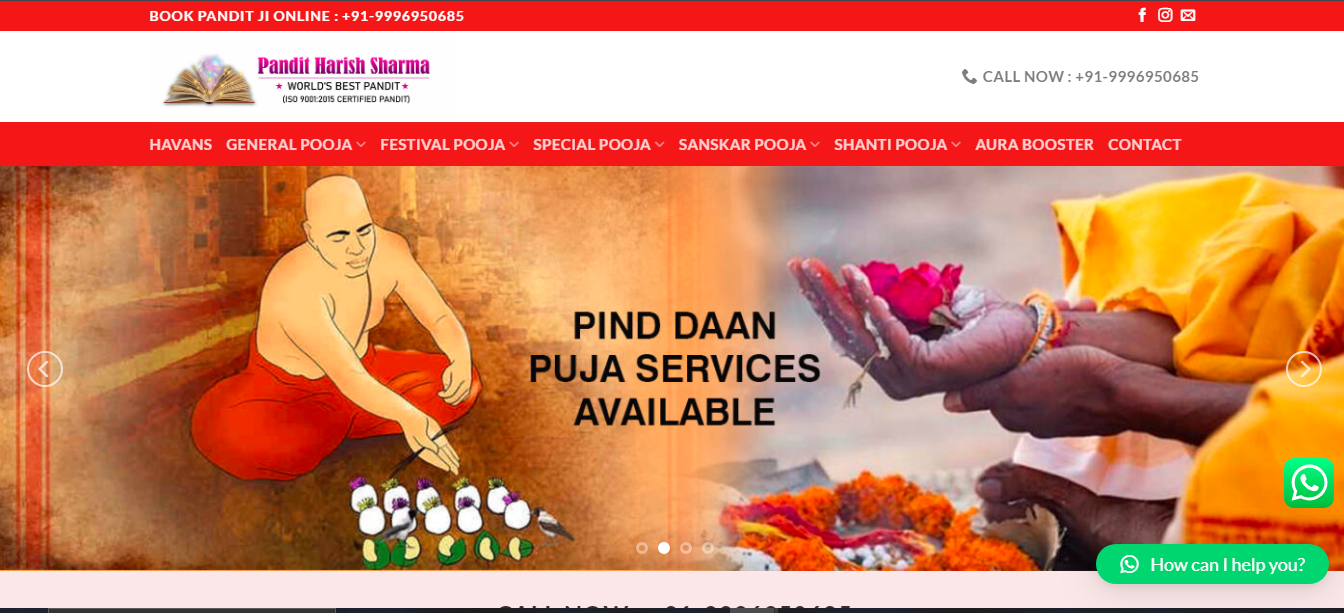 BOOK PANDIT JI ONLINE : +91-9996950685
Pandit Harish Sharma
★ WORLD'S BEST PANDIT ★
(ISO 9001:2015 CERTIFIED PANDIT)
CALL NOW : +91-9996950685
HAVANS GENERAL POOJA FESTIVAL POOJA SPECIAL POOJA SANSKAR POOJA SHANTI POOJA AURA BOOSTER CONTACT
PIND DAAN
PUJA SERVICES
AVAILABLE
How can I help you?